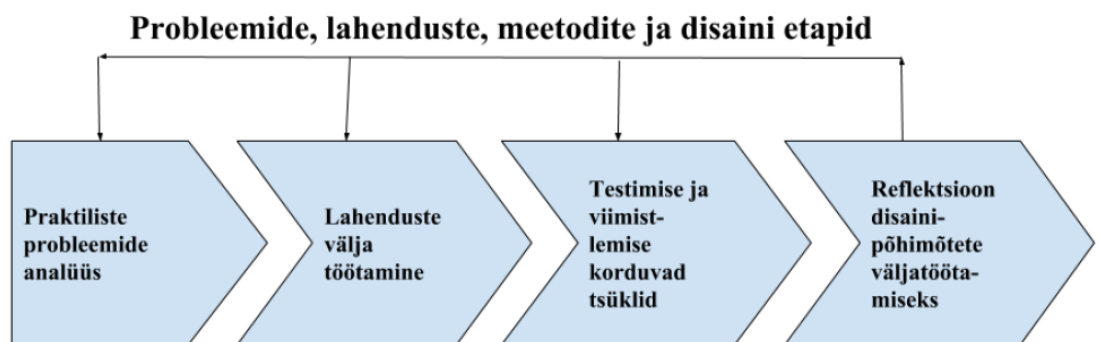 Probleemide, lahenduste, meetodite ja disaini etapid
Praktiliste
probleemide
analüüs
Lahenduste
välja
töötamine
Testimise ja
viimist-
lemise
korduvad
tsüklid
Reflektsioon
disaini-
põhimõtete
väljatööta-
miseks